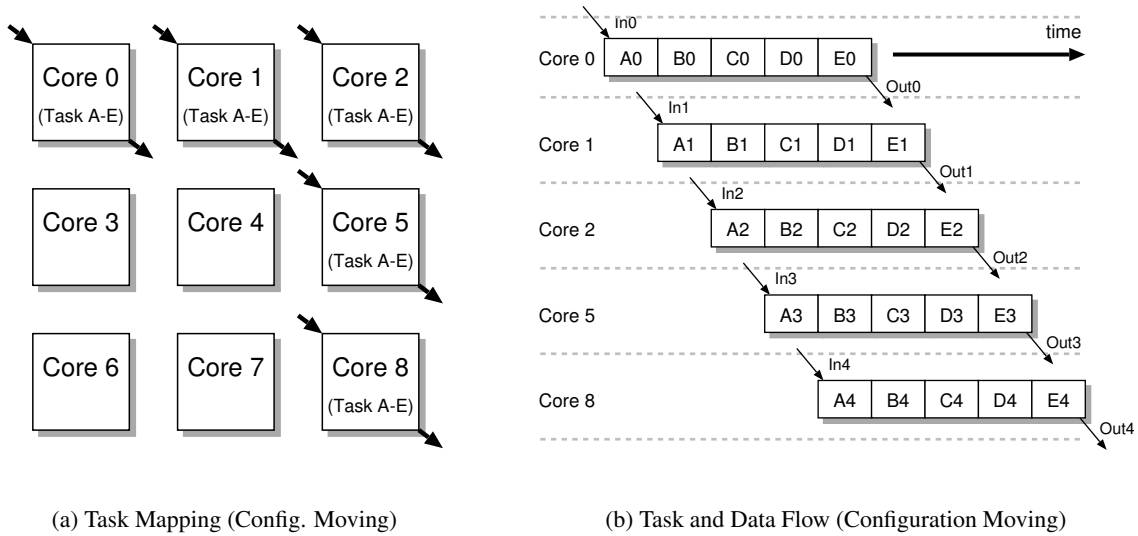 Core 0
(Task A-E)
Core 1
(Task A-E)
Core 2
(Task A-E)
Core 3
Core 4
Core 5
(Task A-E)
Core 6
Core 7
Core 8
(Task A-E)
(a) Task Mapping (Config. Moving)
In0
time
Core 0
A0 B0 C0 D0 E0
Out0
In1
Core 1
A1 B1 C1 D1 E1
Out1
In2
Core 2
A2 B2 C2 D2 E2
Out2
In3
Core 5
A3 B3 C3 D3 E3
Out3
In4
Core 8
A4 B4 C4 D4 E4
Out4
(b) Task and Data Flow (Configuration Moving)